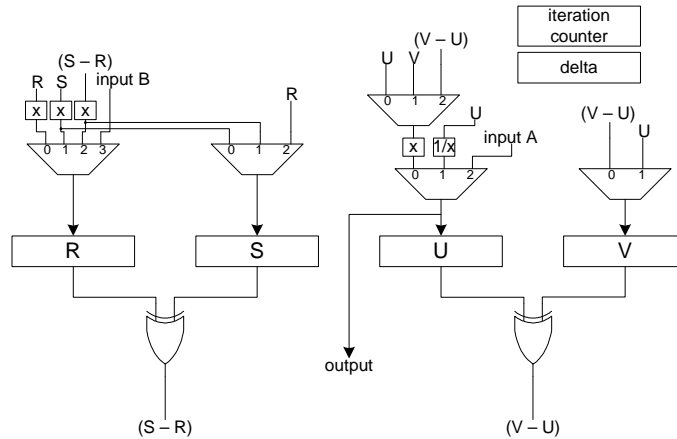 iteration
counter
delta
(V – U)
U V
0 1 2
(S – R)
R S input B
x x x
R
0 1 2 3
0 1 2
x 1/x
U
input A
0 1 2
(V – U)
U
0 1
R
S
U
V
output
(S – R)
(V – U)